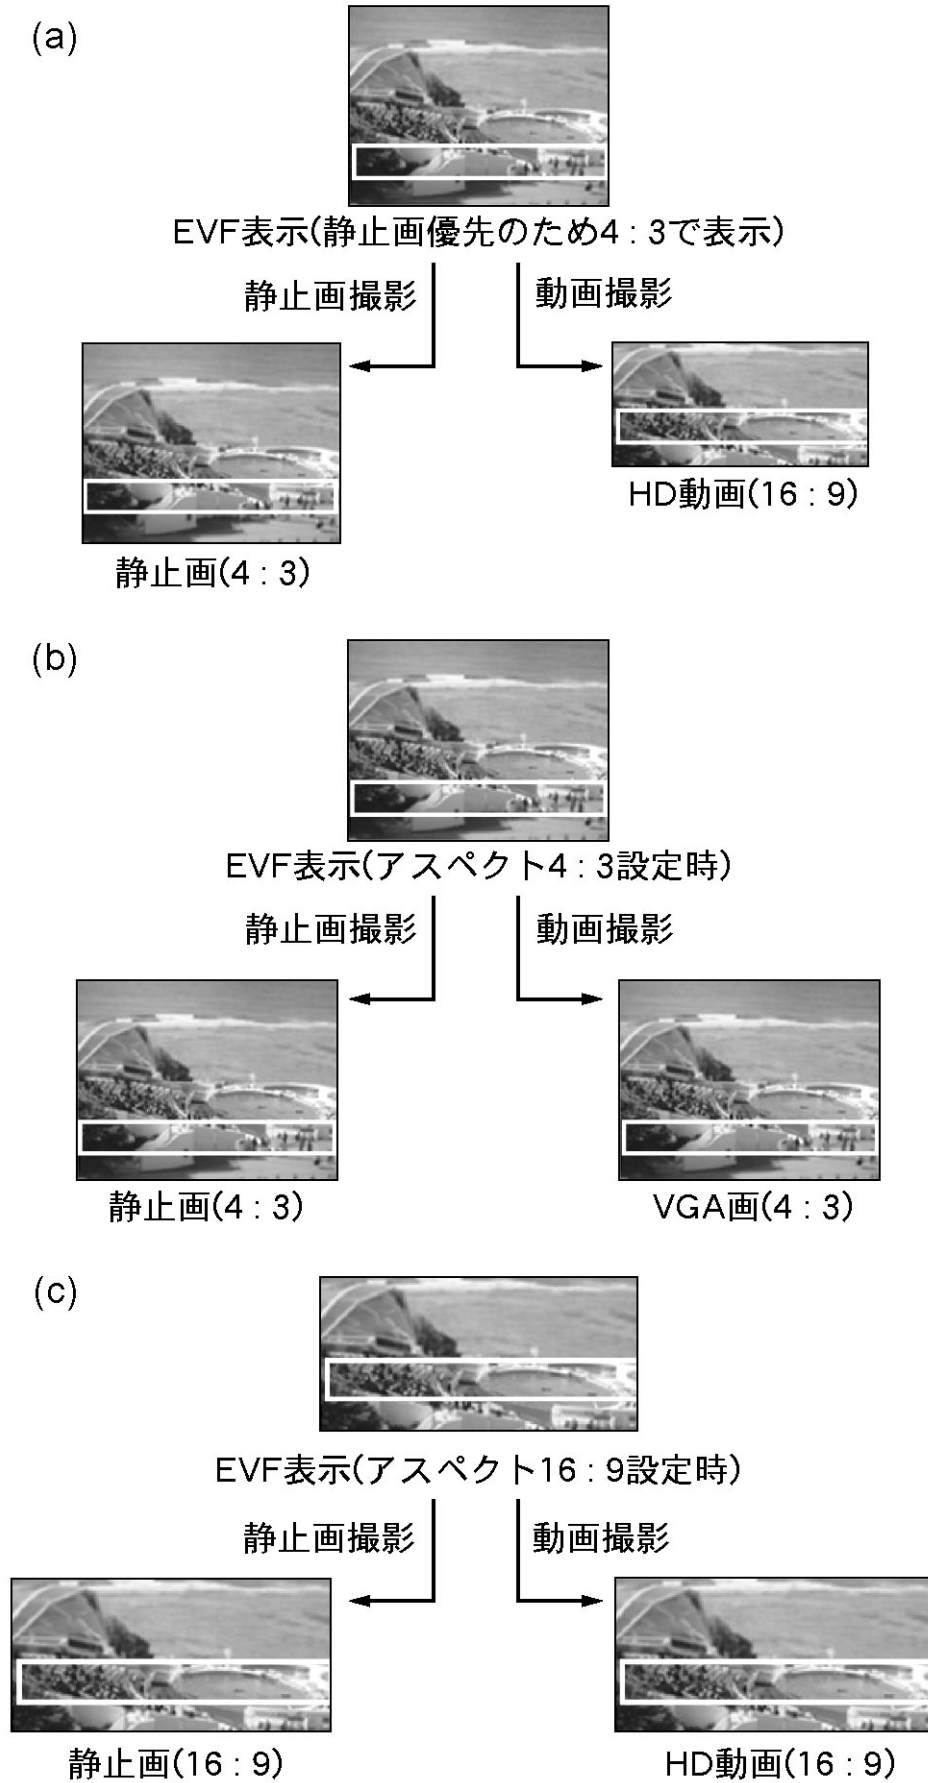 (a)
EVF表示(静止画優先のため4:3で表示)
静止画撮影
動画撮影
静止画(4:3)
HD動画(16:9)
(b)
EVF表示(アスペクト4:3設定時)
静止画撮影
動画撮影
静止画(4:3)
VGA画(4:3)
(c)
EVF表示(アスペクト16:9設定時)
静止画撮影
動画撮影
静止画(16:9)
HD動画(16:9)